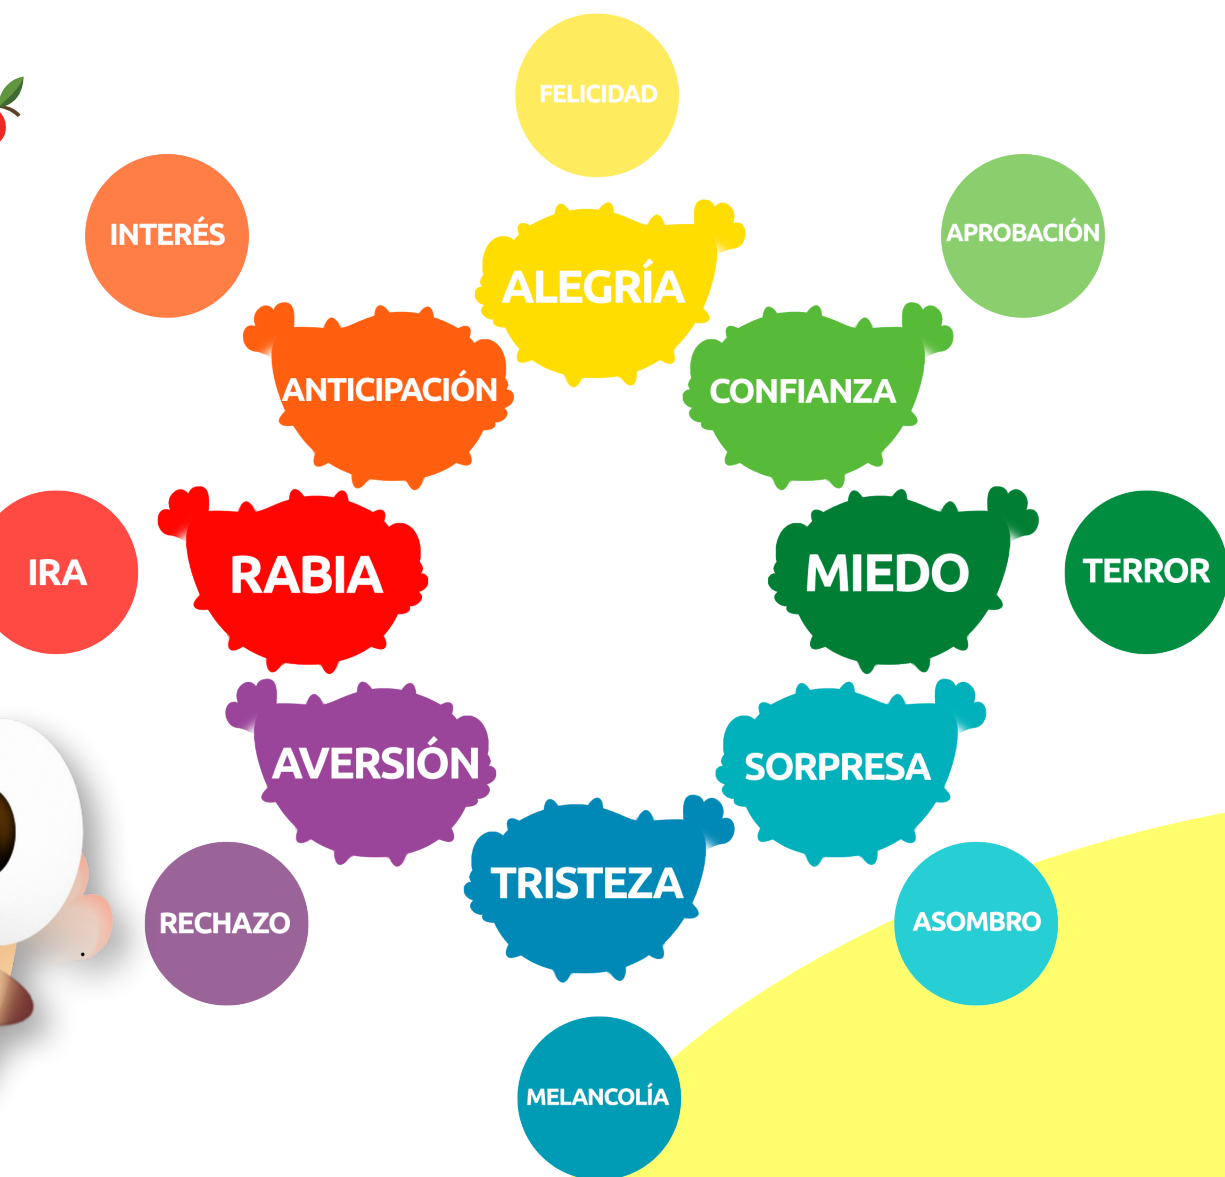 FELICIDAD
INTERÉS
APROBACIÓN
ALEGRÍA
ANTICIPACIÓN
CONFIANZA
IRA
RABIA
MIEDO
TERROR
AVERSIÓN
SORPRESA
TRISTEZA
RECHAZO
ASOMBRO
MELANCOLÍA